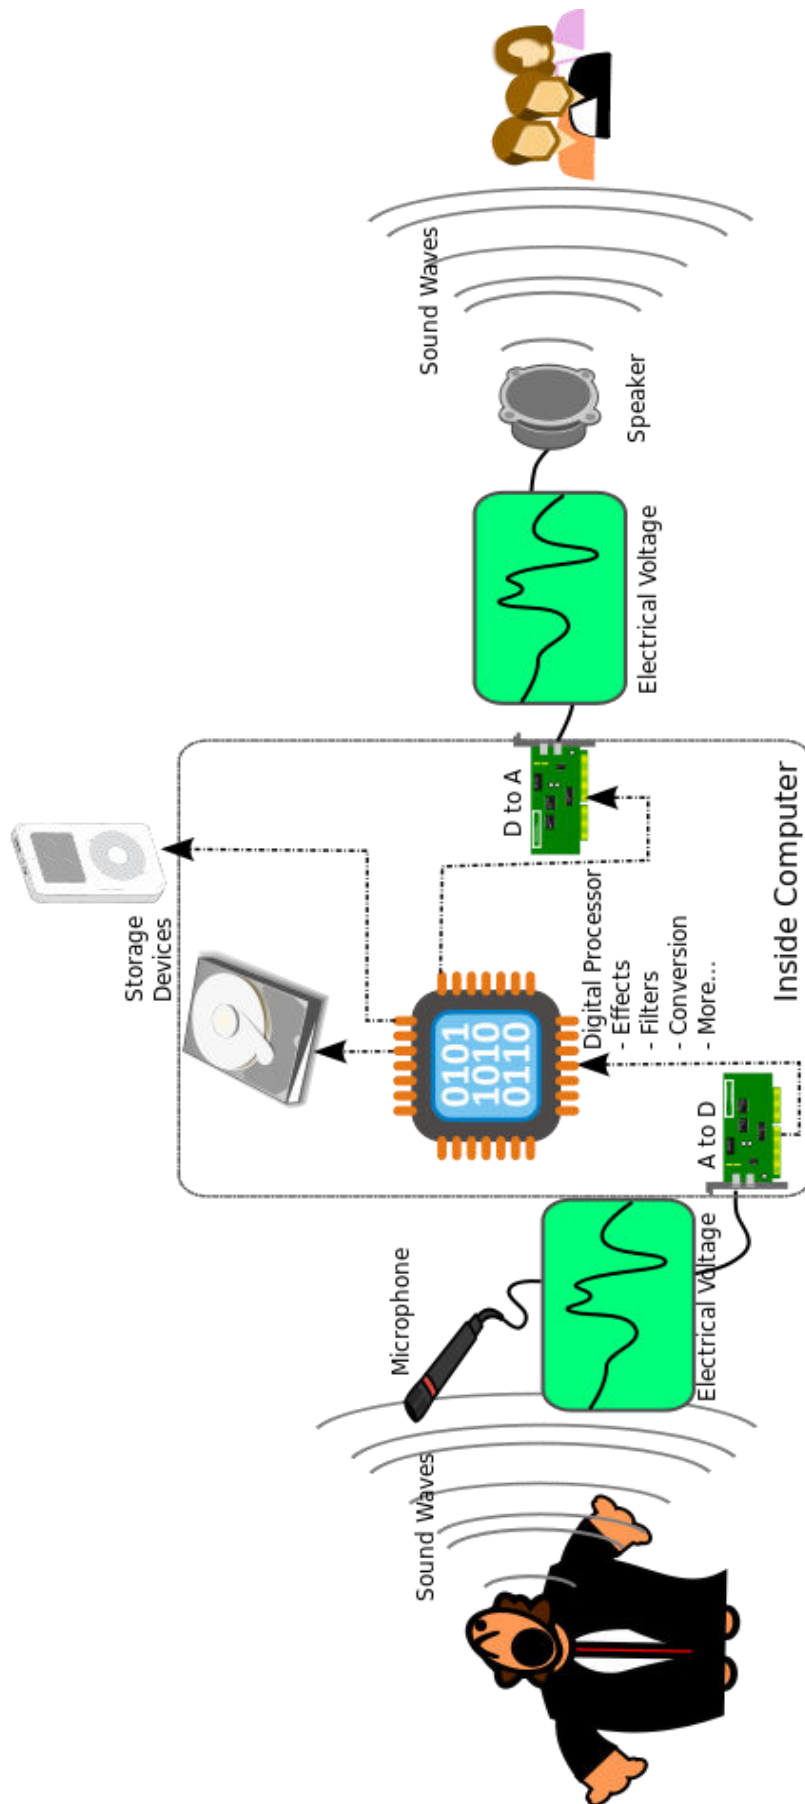 Sound Waves
Microphone
Electrical Voltage
A to D
Storage
Devices
0101
1010
0110
Digital Processor
- Effects
- Filters
- Conversion
- More...
D to A
Inside Computer
Electrical Voltage
Speaker
Sound Waves